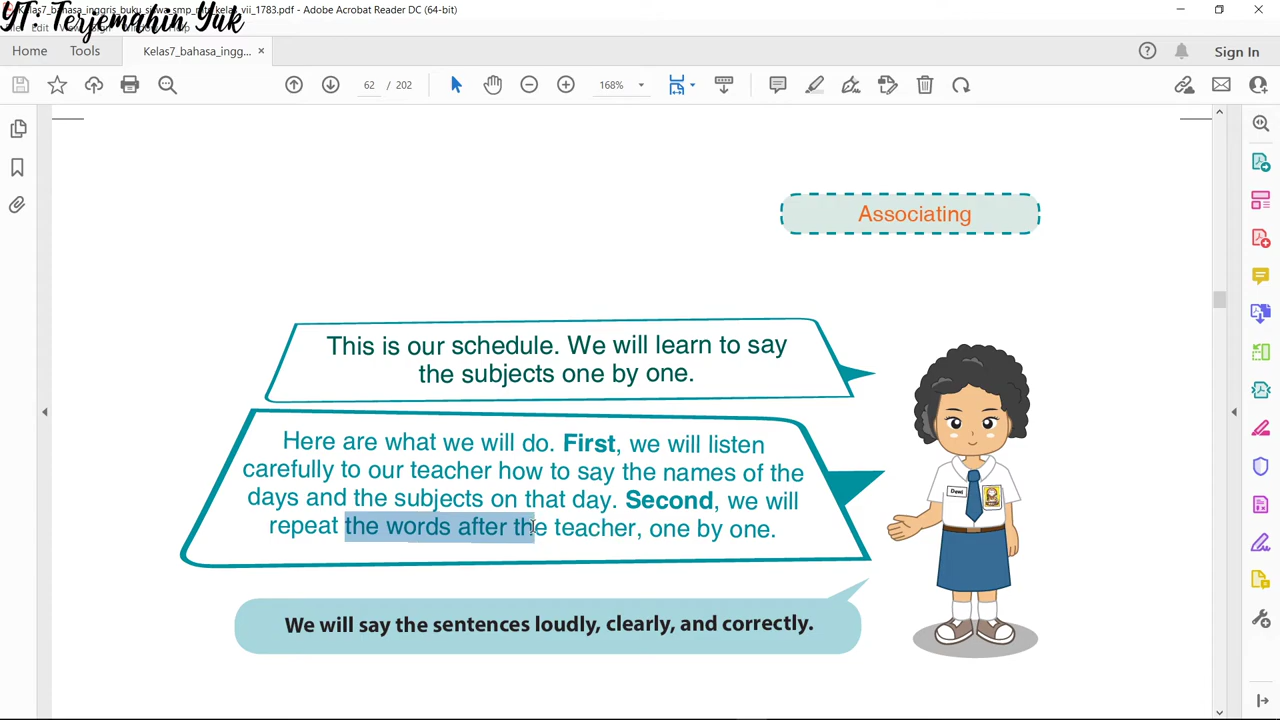 YT: Terjemahin Yuk
Kelas7_bahasa_inggris_buku_siswa_smp_mts_kelas_vii_1783.pdf - Adobe Acrobat Reader DC (64-bit)
Home Tools Kelas7_bahasa_ingg... × Sign In
62 / 202 168%
Associating
This is our schedule. We will learn to say
the subjects one by one.
Here are what we will do. First, we will listen
carefully to our teacher how to say the names of the
days and the subjects on that day. Second, we will
repeat the words after the teacher, one by one.
We will say the sentences loudly, clearly, and correctly.